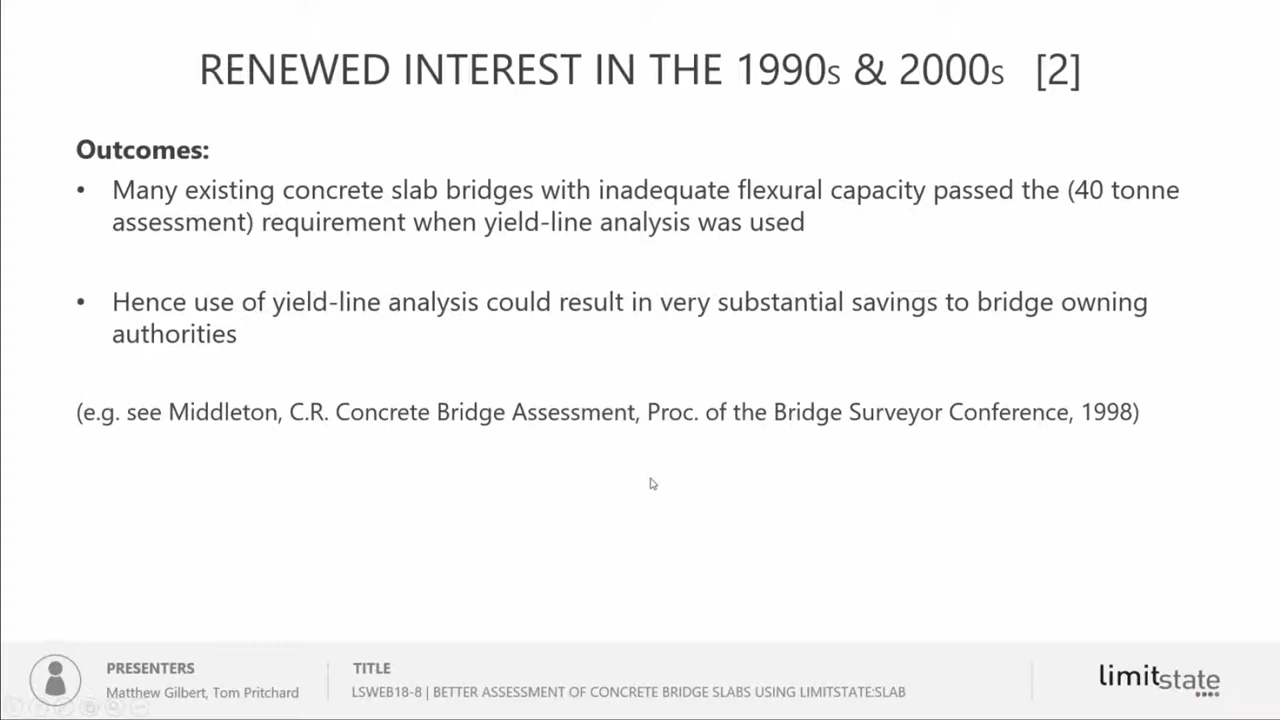 RENEWED INTEREST IN THE 1990s & 2000s [2]
Outcomes:
• Many existing concrete slab bridges with inadequate flexural capacity passed the (40 tonne
assessment) requirement when yield-line analysis was used
• Hence use of yield-line analysis could result in very substantial savings to bridge owning
authorities
(e.g. see Middleton, C.R. Concrete Bridge Assessment, Proc. of the Bridge Surveyor Conference, 1998)
PRESENTERS
Matthew Gilbert, Tom Pritchard
TITLE
LSWEB18-8 | BETTER ASSESSMENT OF CONCRETE BRIDGE SLABS USING LIMITSTATE:SLAB
limitstate